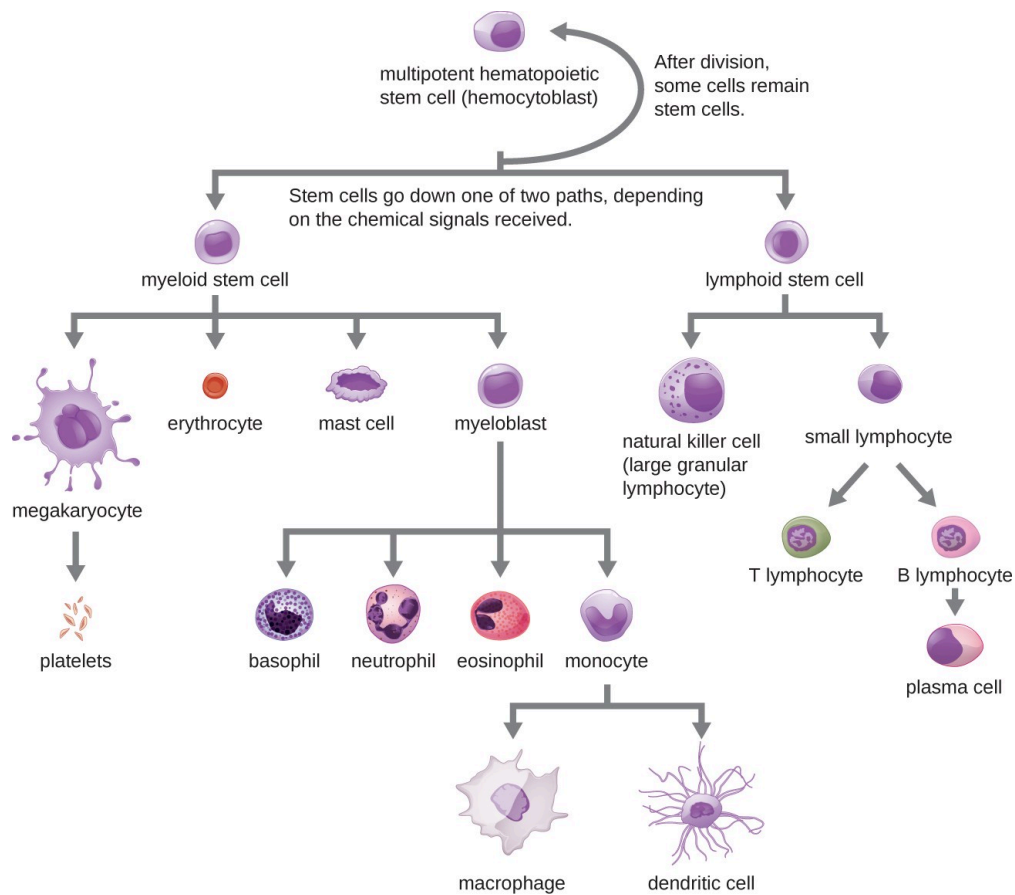 multipotent hematopoietic
stem cell (hemocytoblast)
After division,
some cells remain
stem cells.
Stem cells go down one of two paths, depending
on the chemical signals received.
myeloid stem cell
lymphoid stem cell
megakaryocyte
erythrocyte
mast cell
myeloblast
natural killer cell
(large granular
lymphocyte)
small lymphocyte
T lymphocyte
B lymphocyte
platelets
basophil
neutrophil
eosinophil
monocyte
plasma cell
macrophage
dendritic cell